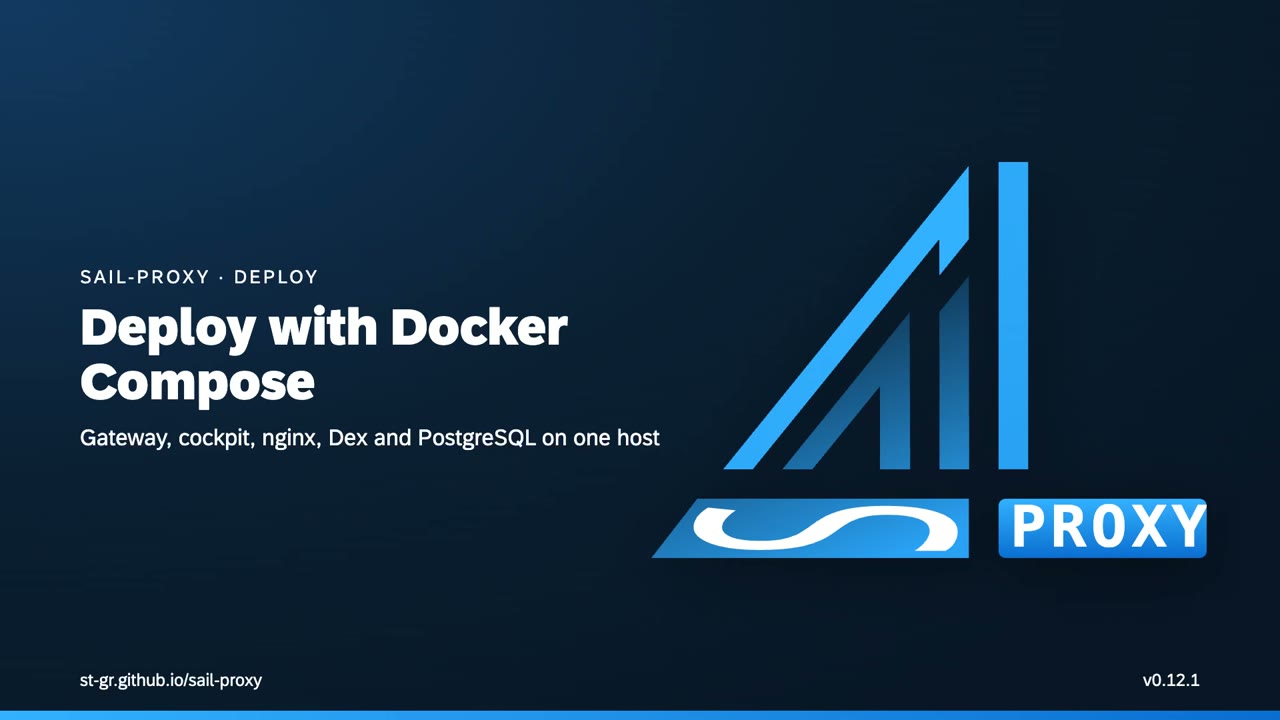 SAIL-PROXY · DEPLOY
Deploy with Docker
Compose
Gateway, cockpit, nginx, Dex and PostgreSQL on one host
S
PROXY
st-gr.github.io/sail-proxy
v0.12.1